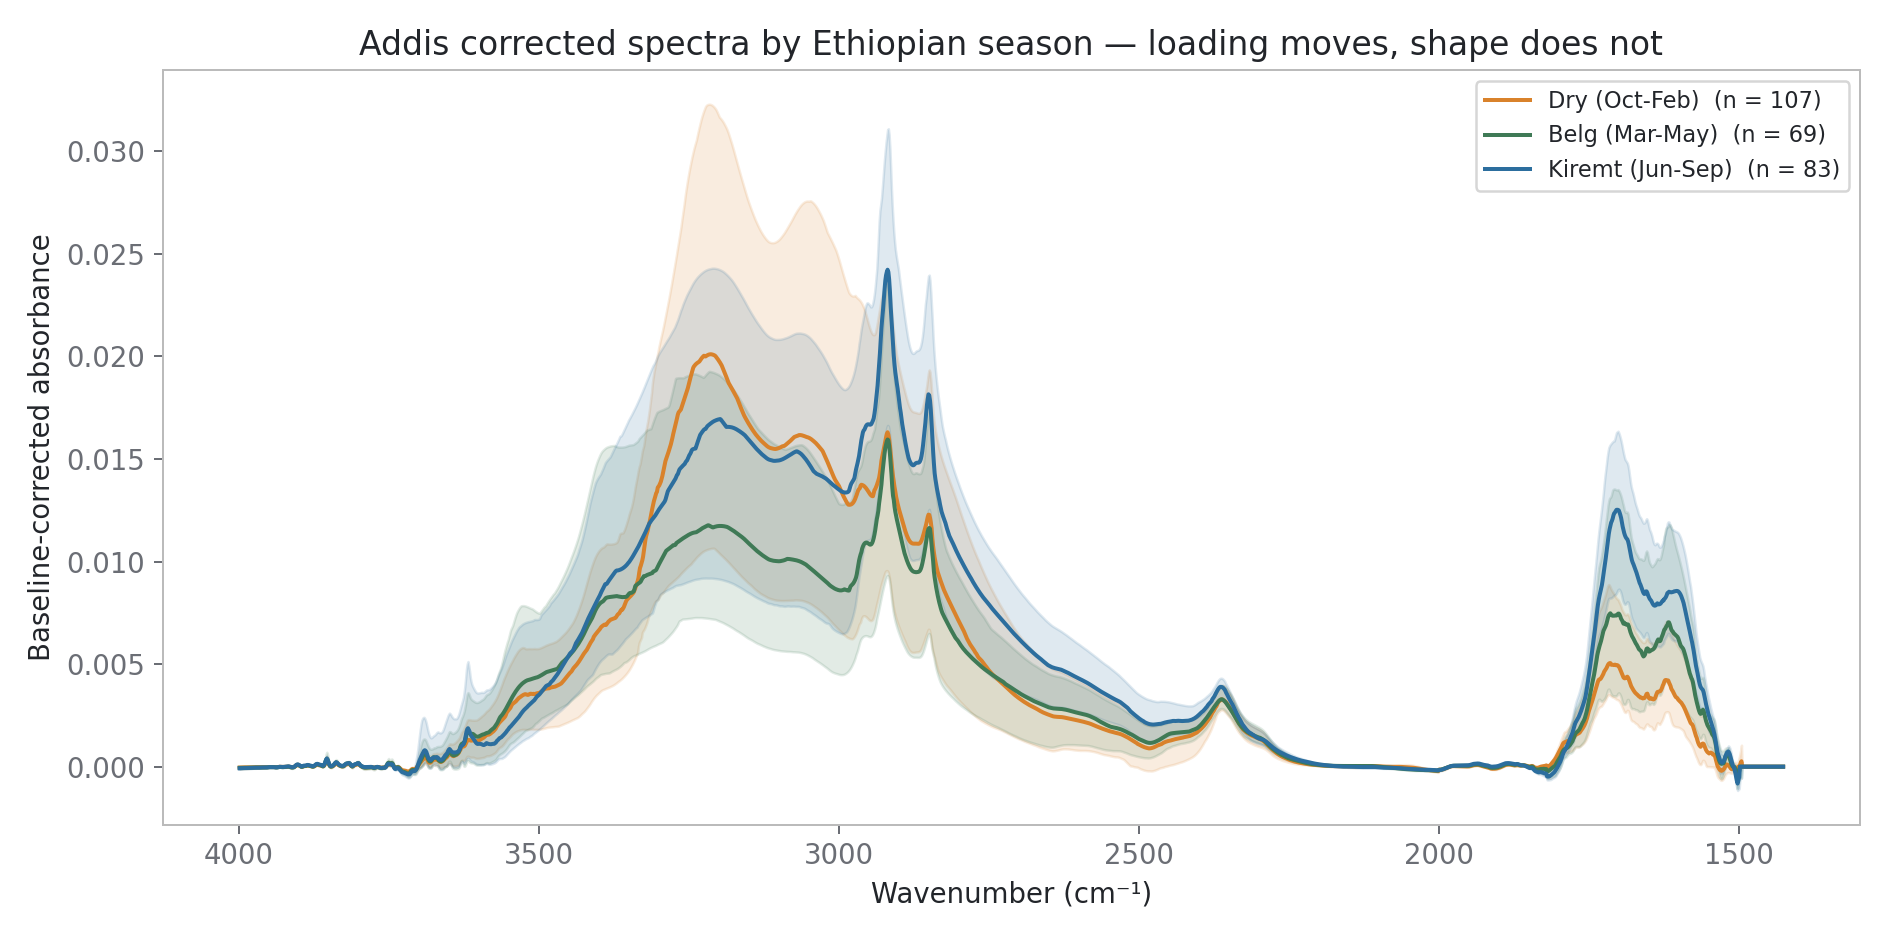 Addis corrected spectra by Ethiopian season — loading moves, shape does not
Dry (Oct-Feb)  (n = 107)
Belg (Mar-May)  (n = 69)
Kiremt (Jun-Sep)  (n = 83)
Baseline-corrected absorbance
0.030
0.025
0.020
0.015
0.010
0.005
0.000
4000
3500
3000
2500
2000
1500
Wavenumber (cm⁻¹)